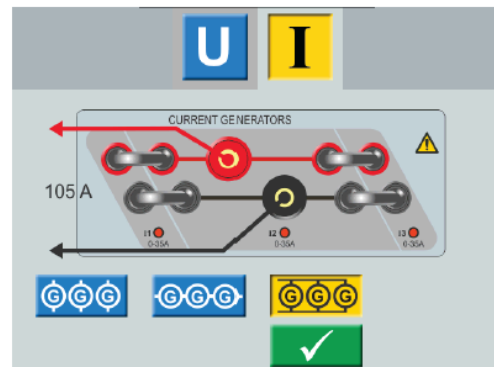 U I
CURRENT GENERATORS
105 A
I1 I2 I3
0-35A 0-35A 0-35A
G G G G G G G G G